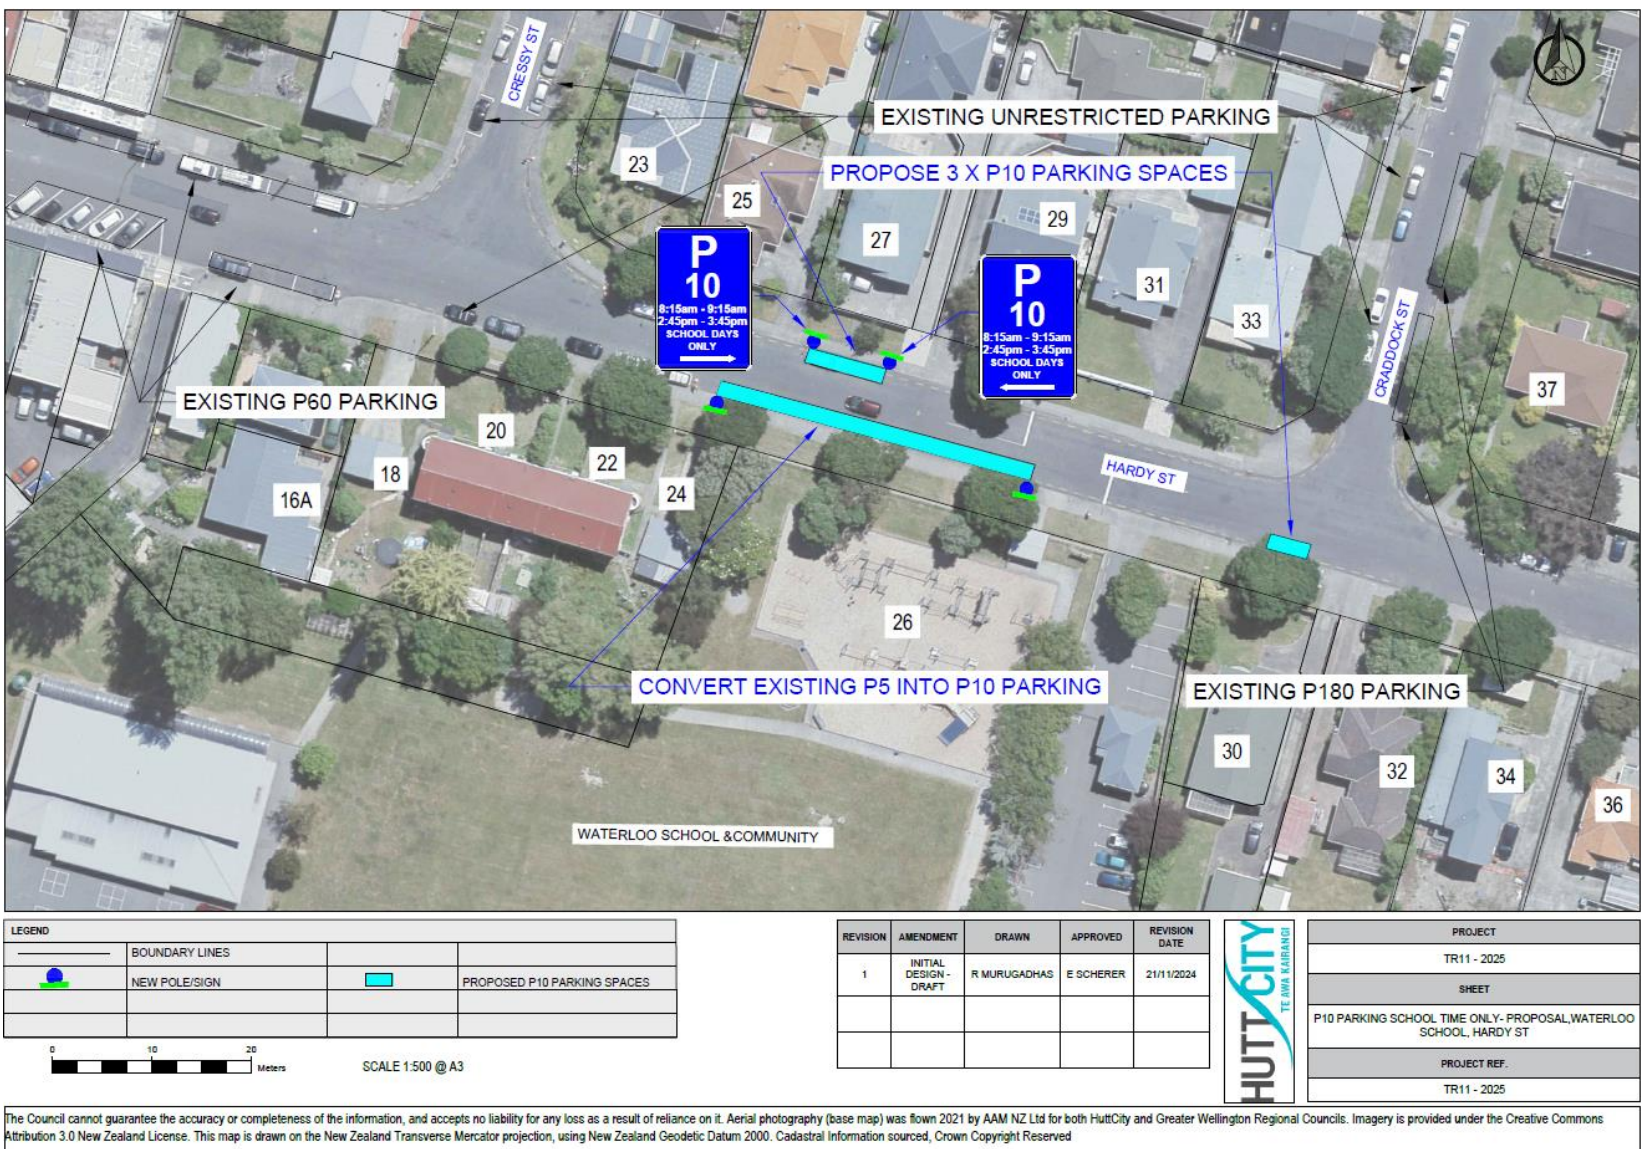 CRESSY ST
N
EXISTING UNRESTRICTED PARKING
PROPOSE 3 X P10 PARKING SPACES
23
25
27
29
31
33
P
10
8:15am - 9:15am
2:45pm - 3:45pm
SCHOOL DAYS
ONLY
P
10
8:15am - 9:15am
2:45pm - 3:45pm
SCHOOL DAYS
ONLY
CRADDOCK ST
37
EXISTING P60 PARKING
20
22
18
16A
24
HARDY ST
26
CONVERT EXISTING P5 INTO P10 PARKING
EXISTING P180 PARKING
30
32
34
36
WATERLOO SCHOOL &COMMUNITY
LEGEND
BOUNDARY LINES
NEW POLE/SIGN
PROPOSED P10 PARKING SPACES
0 10 20
Meters
SCALE 1:500 @ A3
REVISION AMENDMENT DRAWN APPROVED REVISION
DATE
1 INITIAL
DESIGN -
DRAFT R MURUGADHAS E SCHERER 21/11/2024
HUTT CITY
TE AWA KAIRANGI
PROJECT
TR11 - 2025
SHEET
P10 PARKING SCHOOL TIME ONLY- PROPOSAL,WATERLOO
SCHOOL, HARDY ST
PROJECT REF.
TR11 - 2025
The Council cannot guarantee the accuracy or completeness of the information, and accepts no liability for any loss as a result of reliance on it. Aerial photography (base map) was flown 2021 by AAM NZ Ltd for both HuttCity and Greater Wellington Regional Councils. Imagery is provided under the Creative Commons
Attribution 3.0 New Zealand License. This map is drawn on the New Zealand Transverse Mercator projection, using New Zealand Geodetic Datum 2000. Cadastral Information sourced, Crown Copyright Reserved